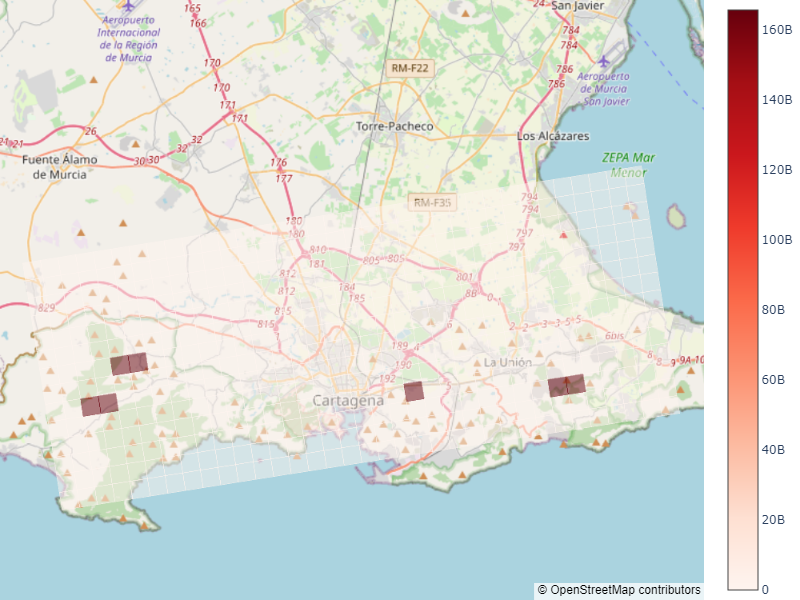 165
24
San Javier
166
Aeropuerto
Internacional
de la Región
de Murcia
784
784
170
RM-F22
786
786
Aeropuerto
de Murcia
San Javier
170
171
171
Torre-Pacheco
Los Alcázares
21
21
26
32
32
30
30
Fuente Álamo
de Murcia
176
177
ZEPA Mar
Menor
794
794
RM-F35
180
180
797
797
810
181
805
805
812
812
801
8B
0
184
185
829
815
815
2
2
3
3
5
6bis
189
4
190
8
9
9A
10
La Unión
192
Cartagena
160B
140B
120B
100B
80B
60B
40B
20B
0
© OpenStreetMap contributors